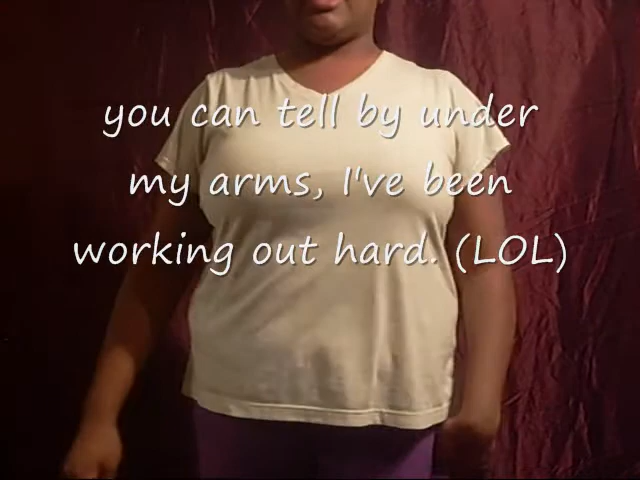 you can tell by under
my arms, I've been
working out hard. (LOL)